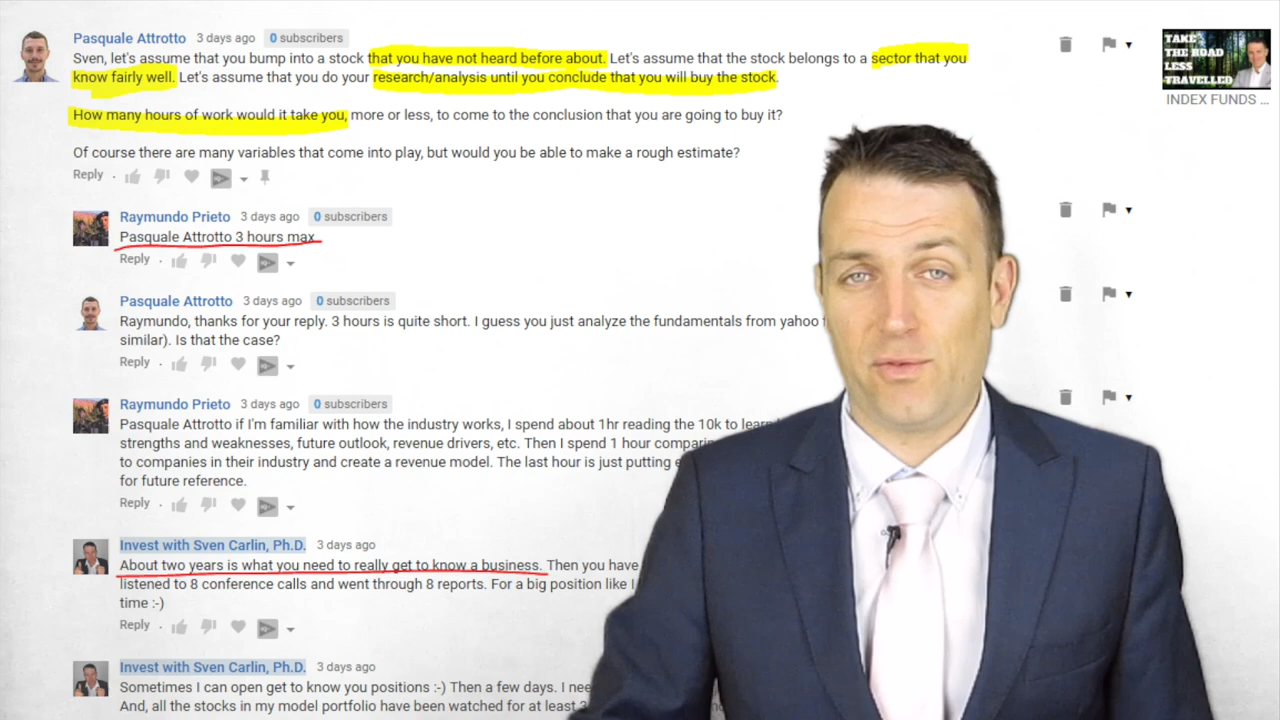 Pasquale Attrotto 3 days ago 0 subscribers
Sven, let's assume that you bump into a stock that you have not heard before about. Let's assume that the stock belongs to a sector that you
know fairly well. Let's assume that you do your research/analysis until you conclude that you will buy the stock.
How many hours of work would it take you, more or less, to come to the conclusion that you are going to buy it?
Of course there are many variables that come into play, but would you be able to make a rough estimate?
Reply
TAKE
THE ROAD
LESS
TRAVELLED
INDEX FUNDS ...
Raymundo Prieto 3 days ago 0 subscribers
Pasquale Attrotto 3 hours max
Reply
Pasquale Attrotto 3 days ago 0 subscribers
Raymundo, thanks for your reply. 3 hours is quite short. I guess you just analyze the fundamentals from yahoo
similar). Is that the case?
Reply
Raymundo Prieto 3 days ago 0 subscribers
Pasquale Attrotto if I'm familiar with how the industry works, I spend about 1hr reading the 10k to
strengths and weaknesses, future outlook, revenue drivers, etc. Then I spend 1 hour
to companies in their industry and create a revenue model. The last hour is just putting
for future reference.
Reply
Invest with Sven Carlin, Ph.D. 3 days ago
About two years is what you need to really get to know a business. Then you have
listened to 8 conference calls and went through 8 reports. For a big position like I
time :-)
Reply
Invest with Sven Carlin, Ph.D. 3 days ago
Sometimes I can open get to know you positions :-) Then a few days. I
And, all the stocks in my model portfolio have been watched for at least